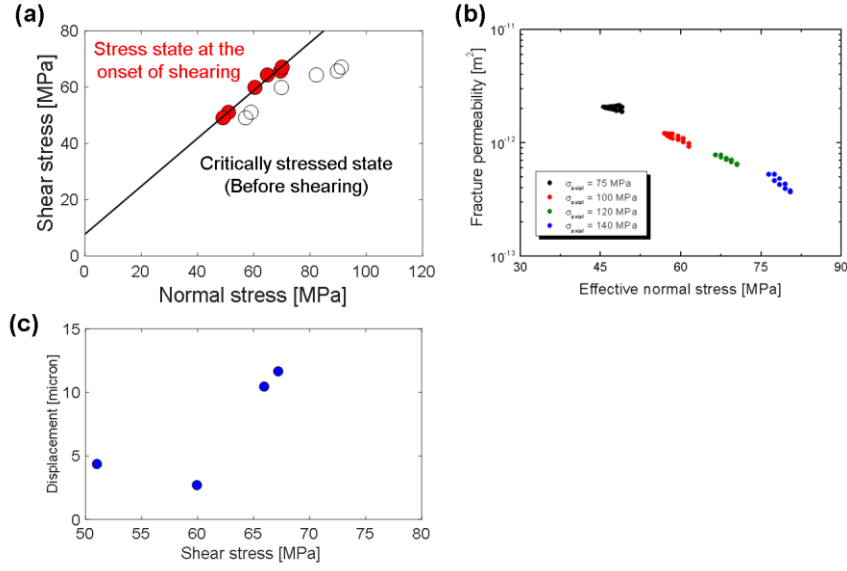 (a)
Shear stress [MPa]
80
60
40
20
0
Stress state at the
onset of shearing
Critically stressed state
(Before shearing)
0 20 40 60 80 100 120
Normal stress [MPa]
(b)
Fracture permeability [m²]
10⁻¹¹
10⁻¹²
10⁻¹³
σaxial = 75 MPa
σaxial = 100 MPa
σaxial = 120 MPa
σaxial = 140 MPa
30 45 60 75 90
Effective normal stress [MPa]
(c)
Displacement [micron]
15
10
5
0
50 55 60 65 70 75 80
Shear stress [MPa]